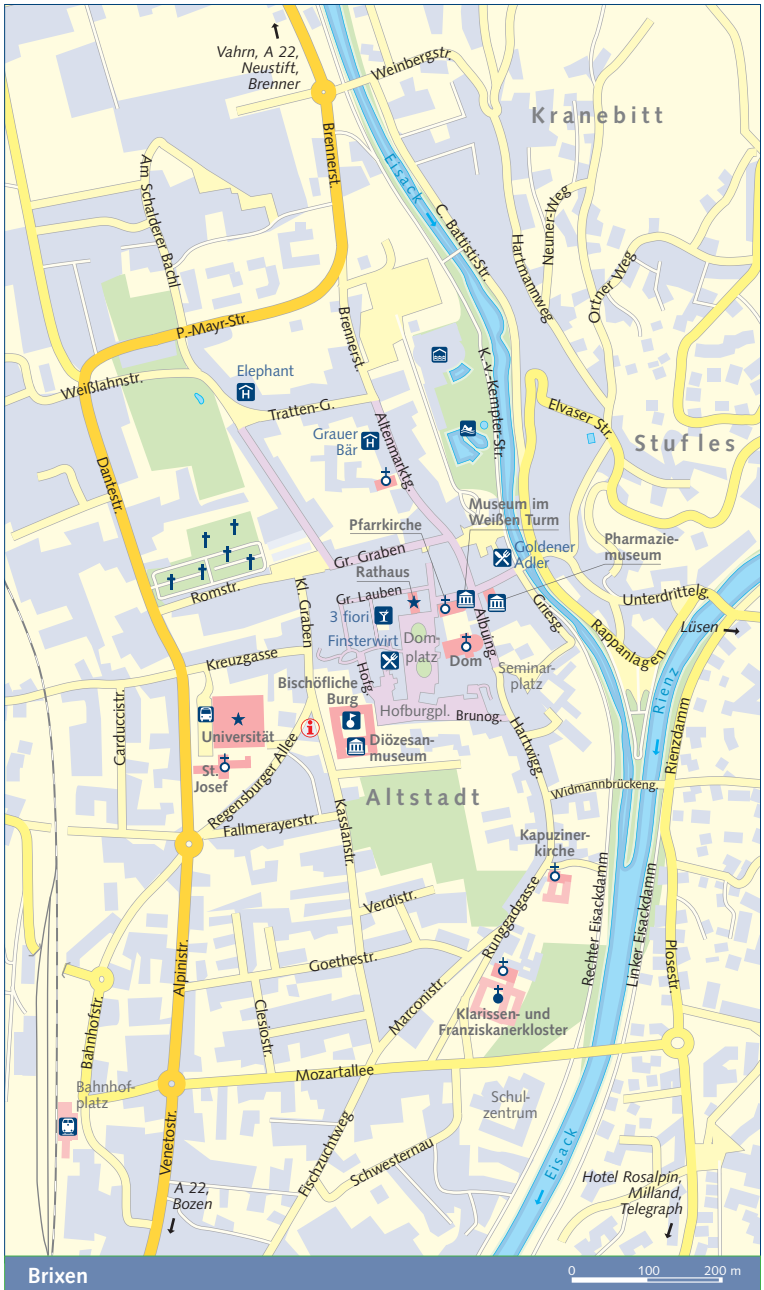 Vahrn, A 22,
Neustift,
Brenner
Weinbergstr.
Kranebitt
Brennerst.
Eisack
Am Schalderer Bachl
C. Battisti-Str.
Neuner-Weg
Hartmannweg
Ortner Weg
P.-Mayr-Str.
Brennerst.
Weißlahnstr.
Elephant
Tratten-G.
K.-v.-Kempter-Str.
Elvaser Str.
Stufles
Grauer
Bär
Altenmarktg.
Dantestr.
Museum im
Weißen Turm
Pfarrkirche
Pharmazie-
museum
Gr. Graben
Goldener
Adler
Rathaus
Romstr.
Kl. Graben
Gr. Lauben
3 fiori
Finsterwirt
Dom-
platz
Dom
Albuing.
Griesg.
Unterdrittelg.
Lüsen
Rappanlagen
Rienz
Kreuzgasse
Hofg.
Seminar-
platz
Bischöfliche
Burg
Hofburgpl.
Brunog.
Hartwigg.
Carduccistr.
Universität
Diözesan-
museum
Rienzdamm
St.
Josef
Regensburger Allee
Altstadt
Widmannbrückeng.
Fallmerayerstr.
Kasslanstr.
Kapuziner-
kirche
Verdistr.
Runggadgasse
Rechter Eisackdamm
Linker Eisackdamm
Plosestr.
Alpinistr.
Goethestr.
Marconistr.
Clesiostr.
Klarissen- und
Franziskanerkloster
Bahnhofstr.
Mozartallee
Bahnhof-
platz
Schul-
zentrum
Venetostr.
Fischzuchtweg
Schwesternau
Eisack
A 22,
Bozen
Hotel Rosalpin,
Milland,
Telegraph
Brixen
0 100 200 m